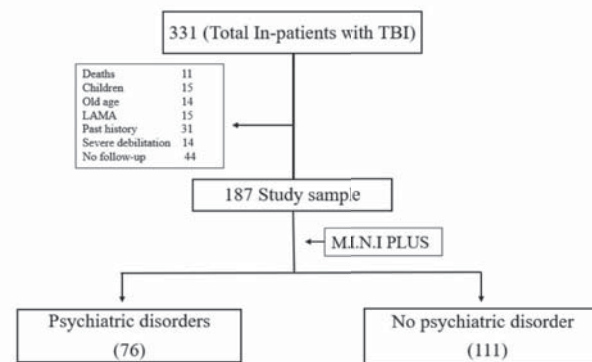 331 (Total In-patients with TBI)
Deaths 11
Children 15
Old age 14
LAMA 15
Past history 31
Severe debilitation 14
No follow-up 44
187 Study sample
M.I.N.I PLUS
Psychiatric disorders
(76)
No psychiatric disorder
(111)